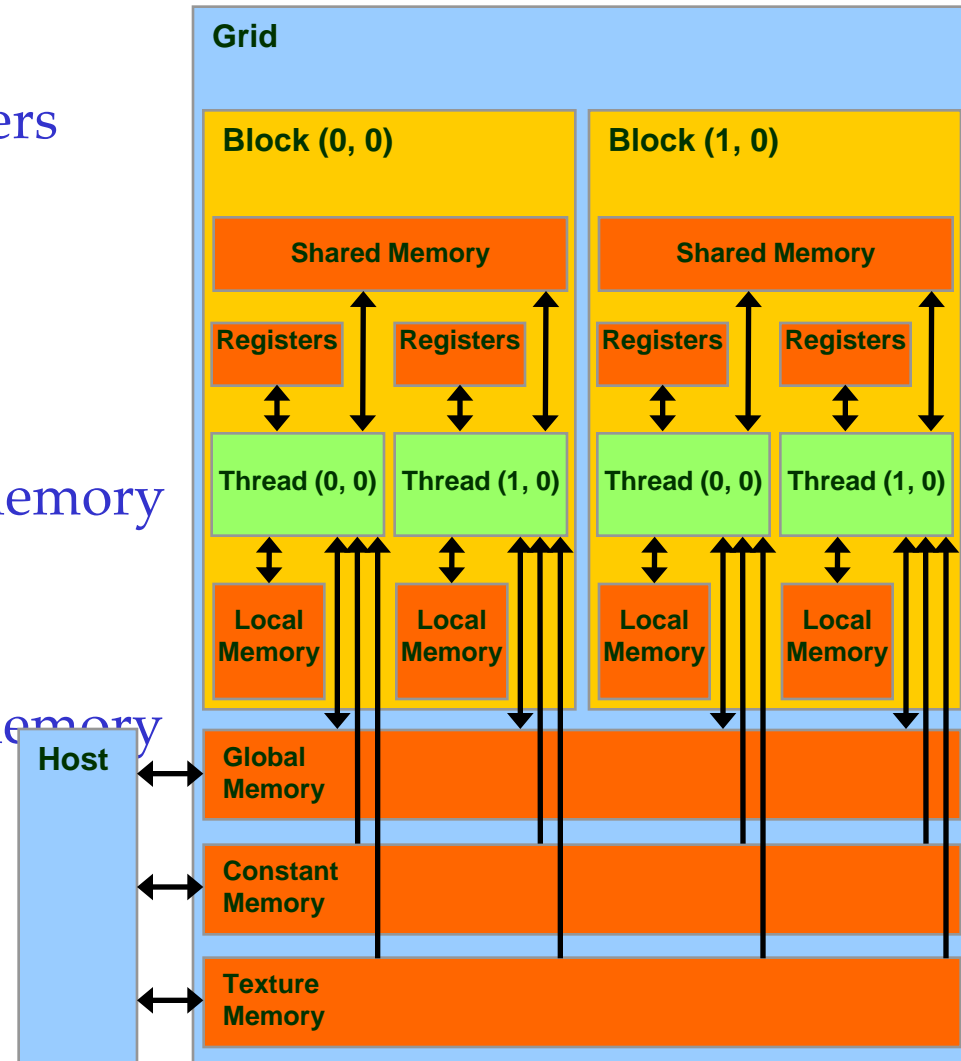 Grid
ers
Block (0, 0)
Block (1, 0)
Shared Memory
Shared Memory
Registers
Registers
Registers
Registers
Thread (0, 0)
Thread (1, 0)
Thread (0, 0)
Thread (1, 0)
emory
Local
Memory
Local
Memory
Local
Memory
Local
Memory
emory
Host
Global
Memory
Constant
Memory
Texture
Memory